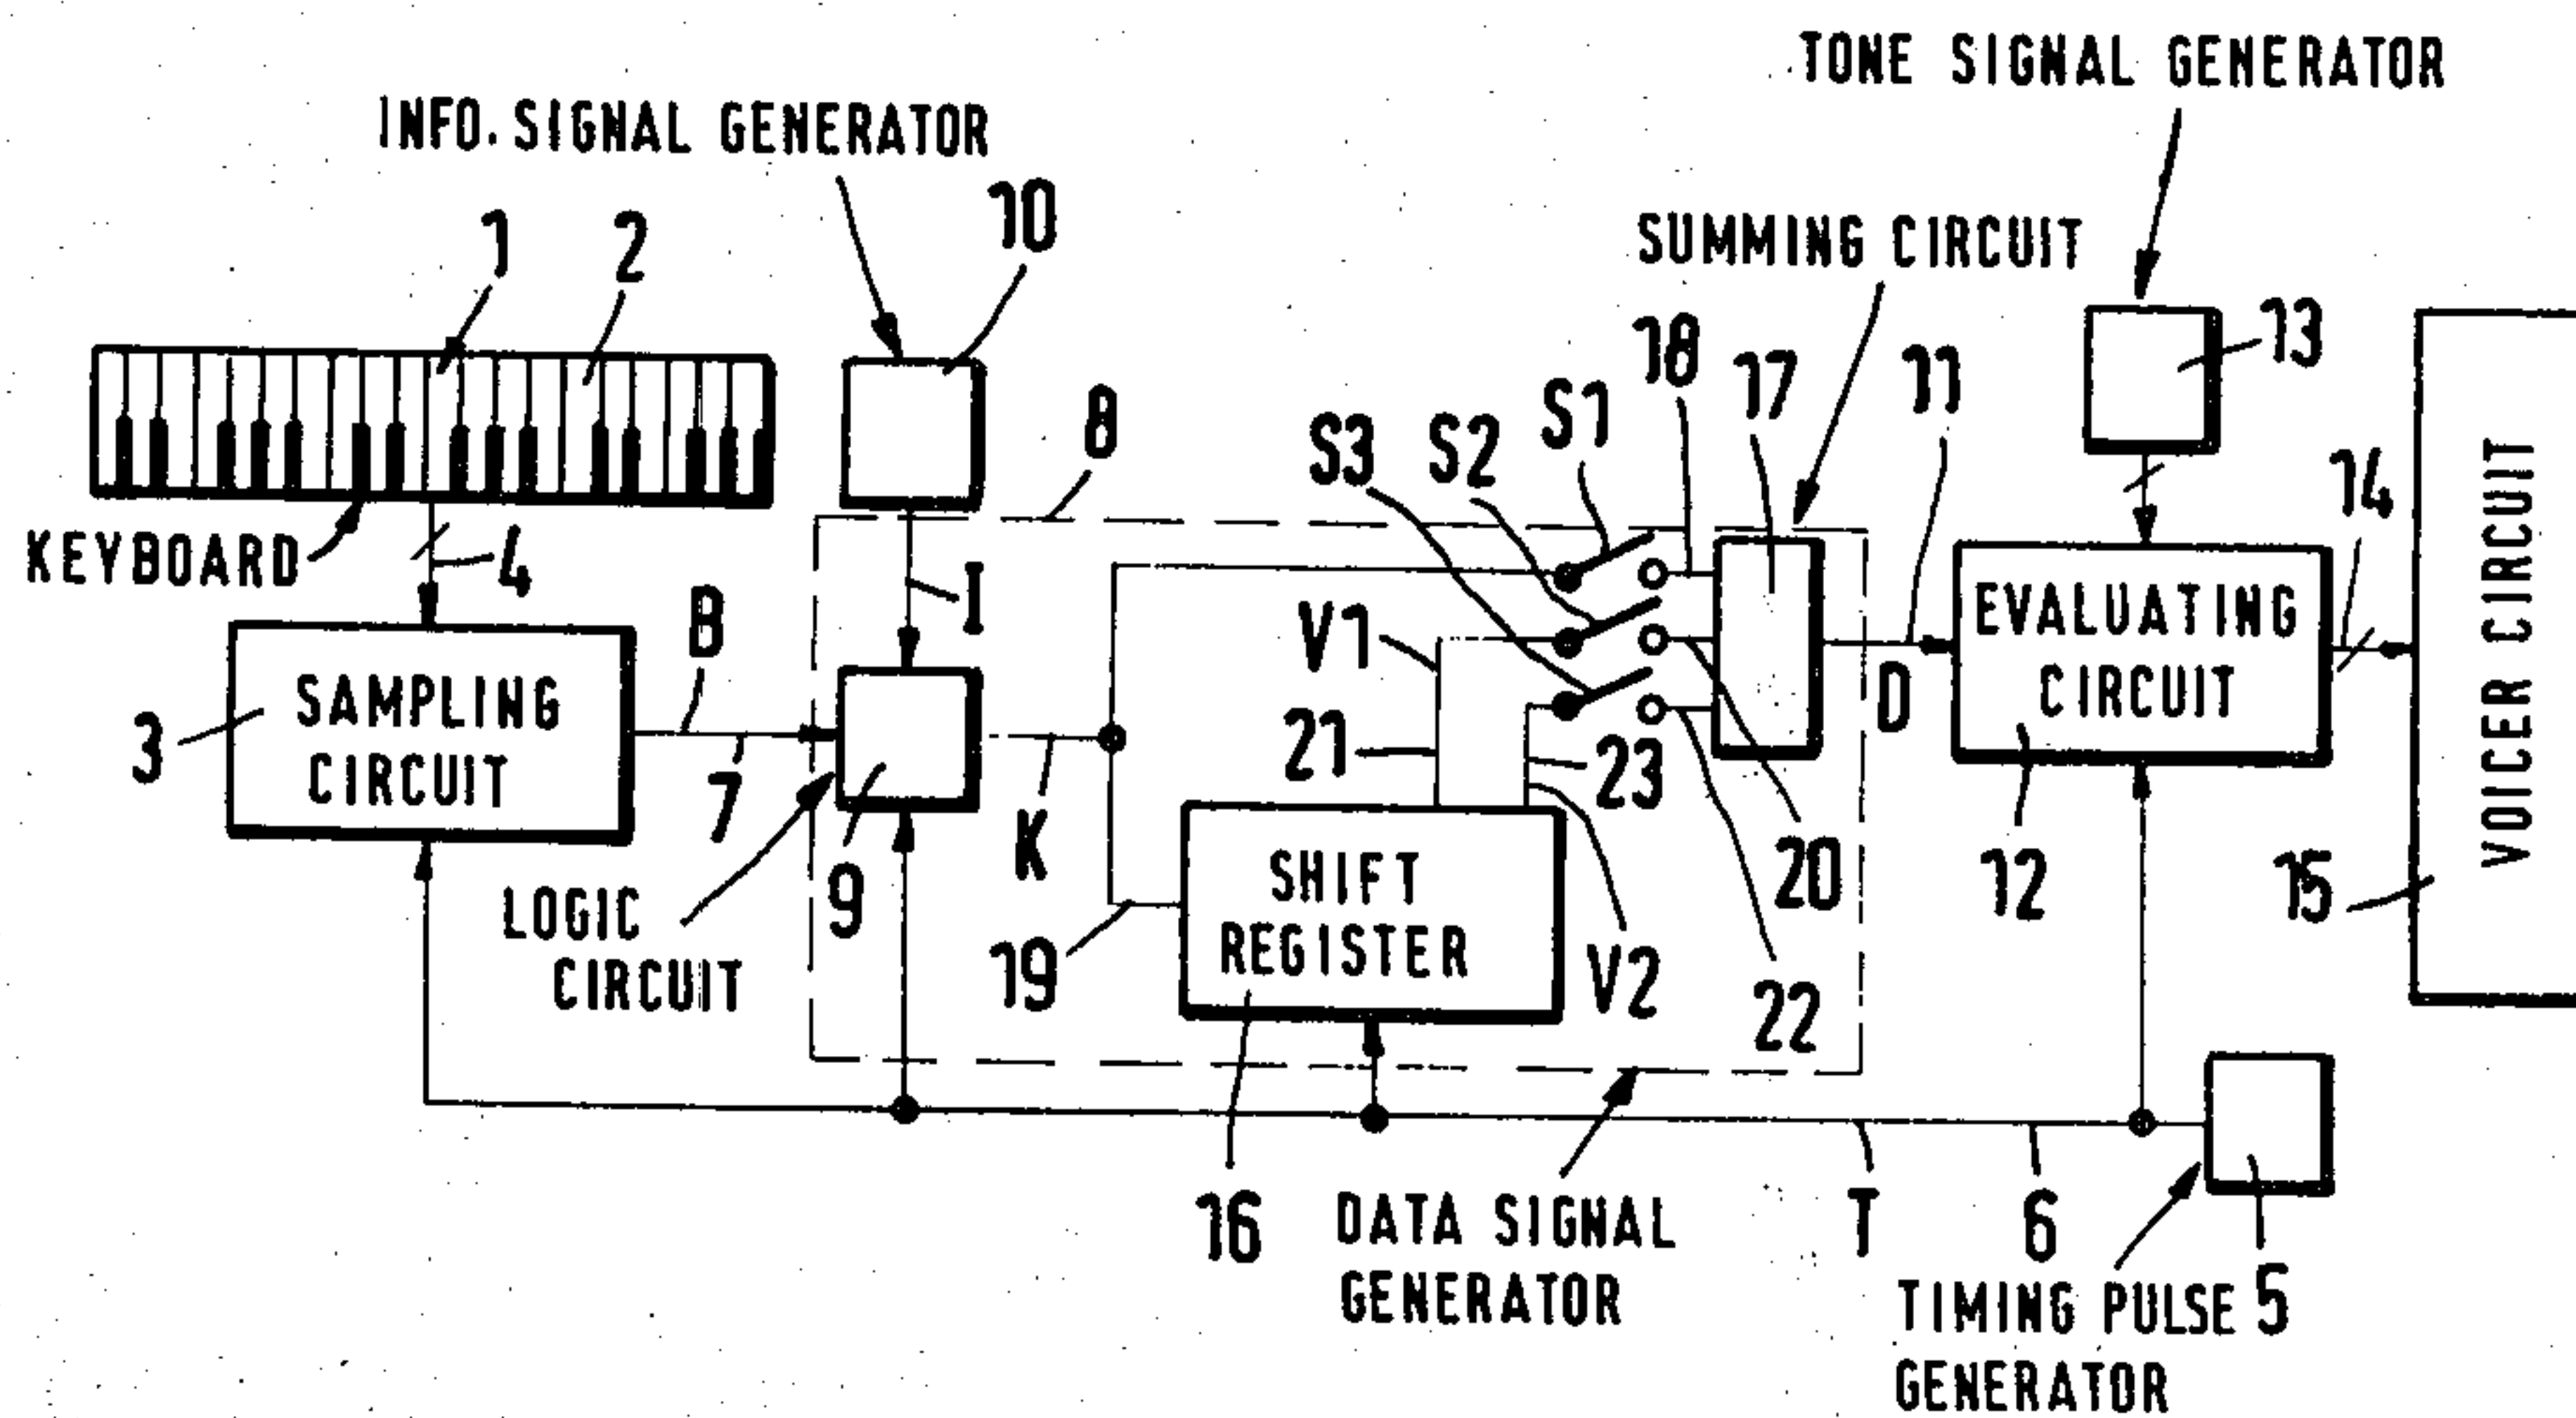 TONE SIGNAL GENERATOR
INFO. SIGNAL GENERATOR
10
1
2
SUMMING CIRCUIT
13
18
17
11
8
S1
S2
S3
14
KEYBOARD
4
I
B
V1
EVALUATING
CIRCUIT
VOICER CIRCUIT
D
3
SAMPLING
CIRCUIT
7
21
23
K
9
20
12
15
LOGIC
CIRCUIT
SHIFT
REGISTER
19
V2
22
16
DATA SIGNAL
GENERATOR
T
6
5
TIMING PULSE
GENERATOR